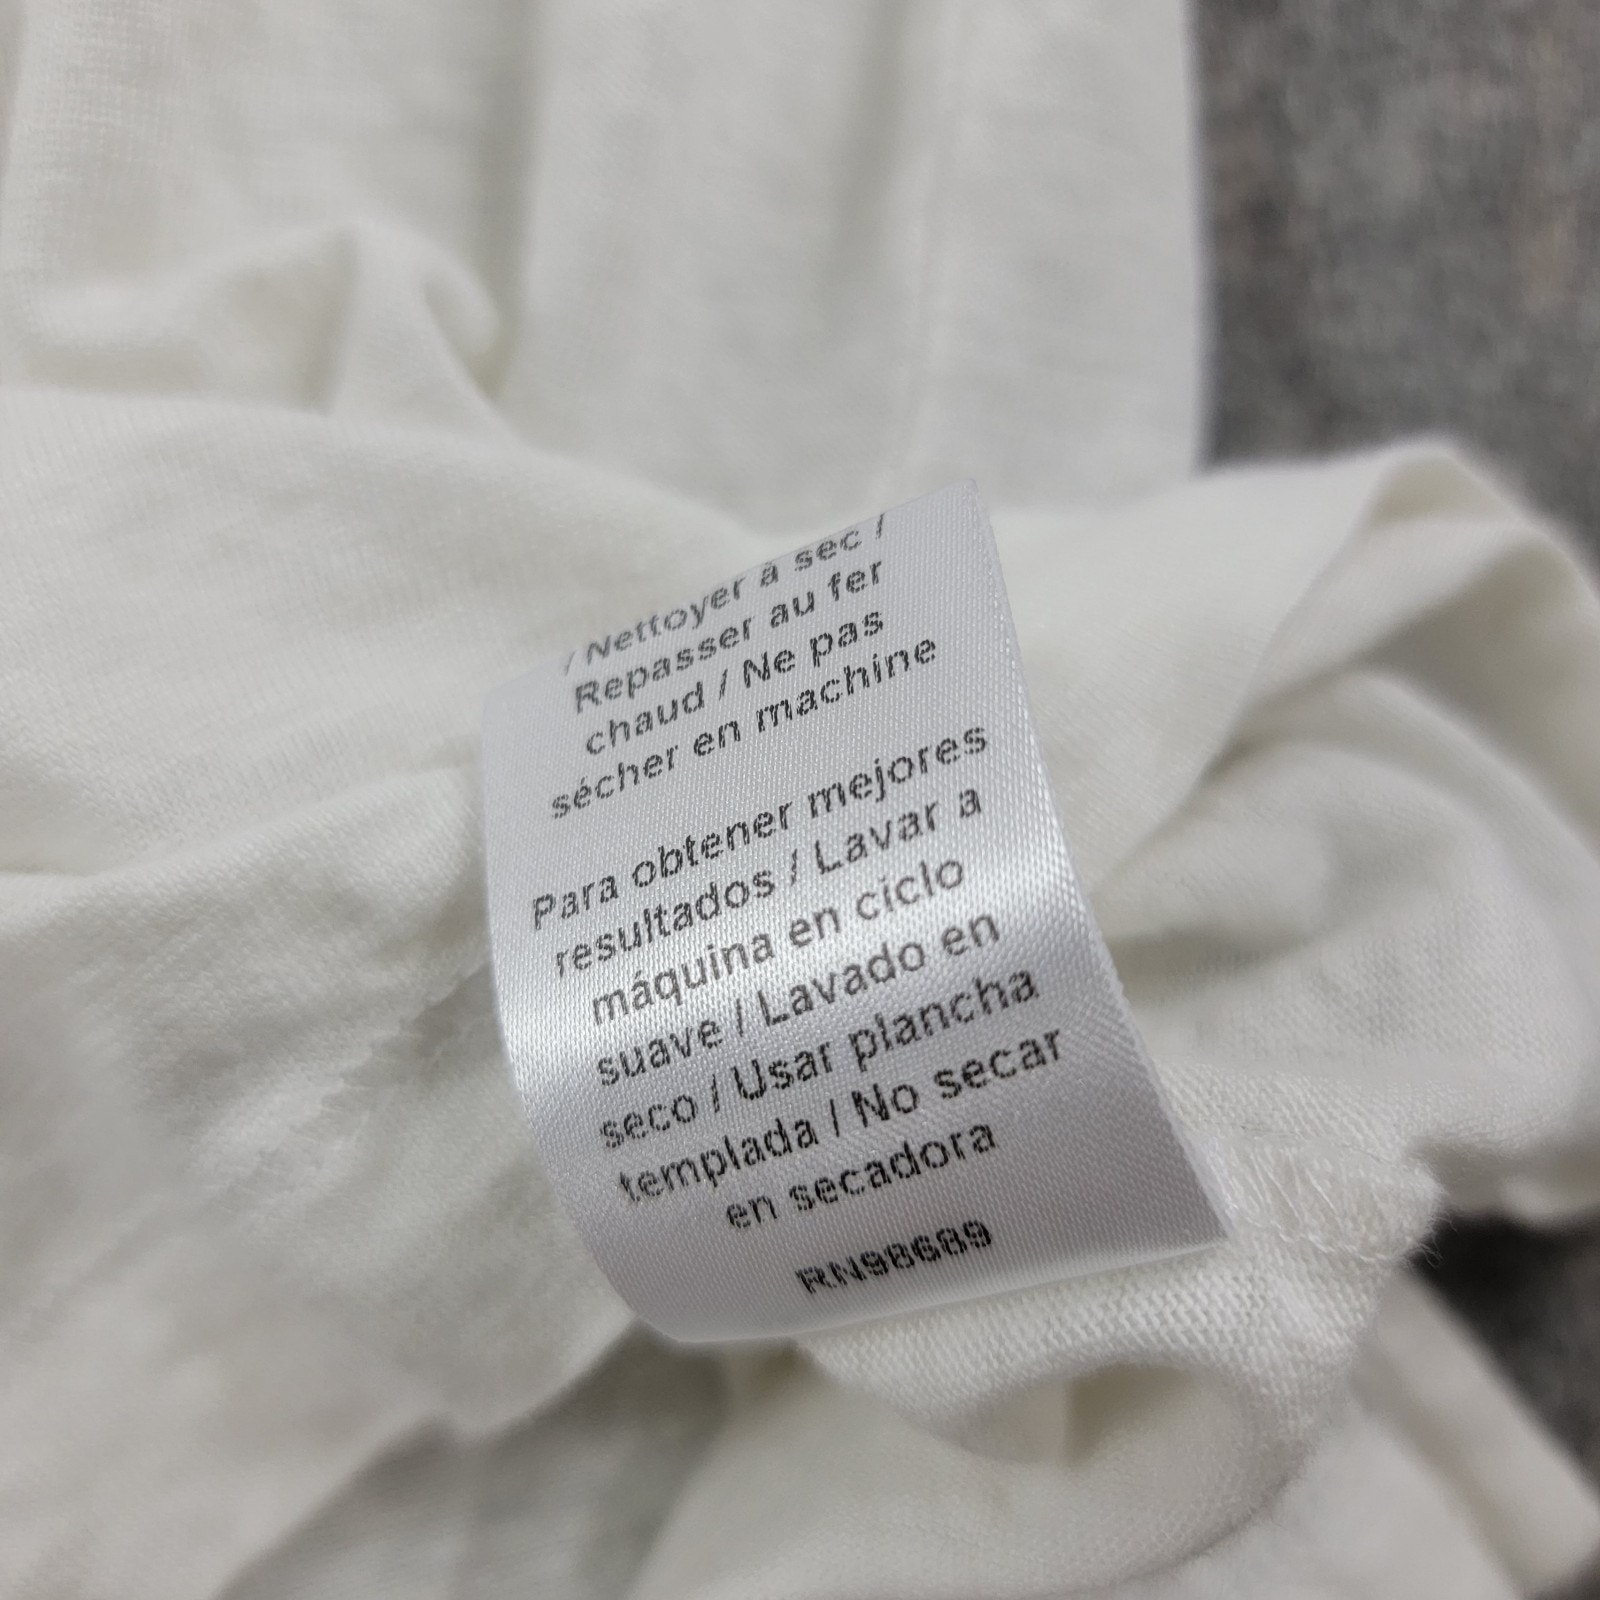 / Nettoyer à sec /
Repasser au fer
chaud / Ne pas
sécher en machine
Para obtener mejores
resultados / Lavar a
máquina en ciclo
suave / Lavado en
seco / Usar plancha
templada / No secar
en secadora
RN98689